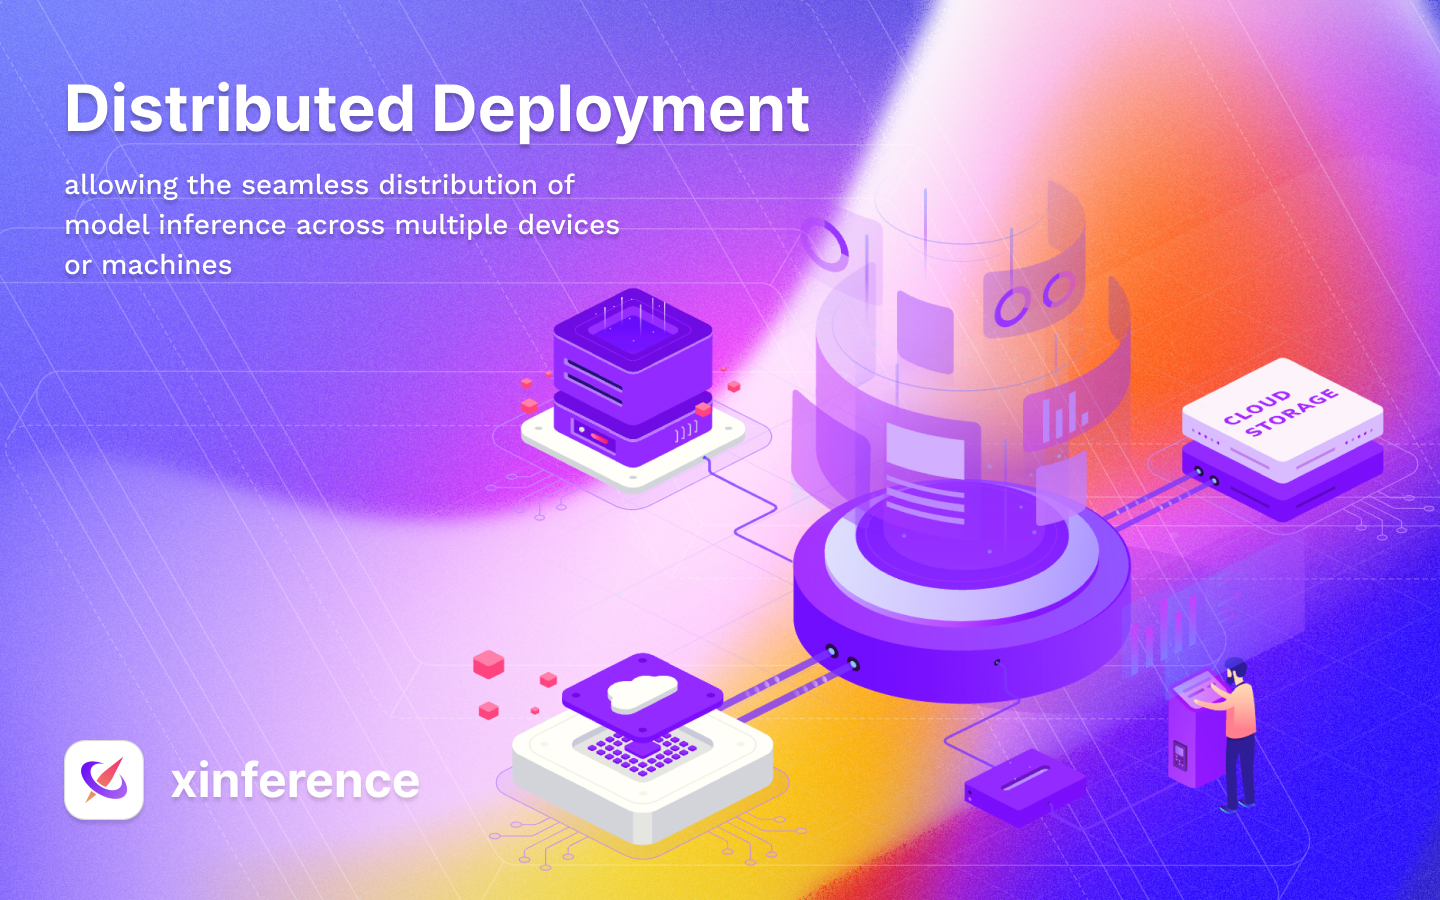 Distributed Deployment
allowing the seamless distribution of
model inference across multiple devices
or machines
CLOUD
STORAGE
xinference